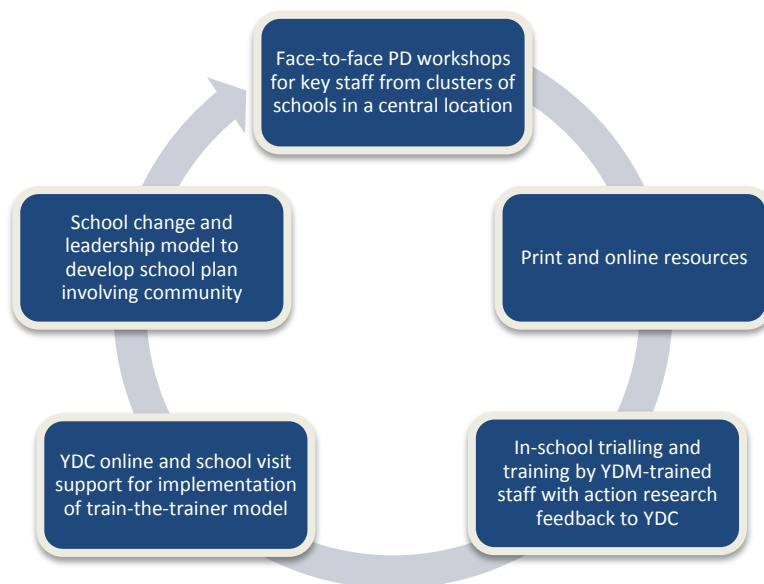 Face-to-face PD workshops
for key staff from clusters of
schools in a central location
Print and online resources
In-school trialling and
training by YDM-trained
staff with action research
feedback to YDC
YDC online and school visit
support for implementation
of train-the-trainer model
School change and
leadership model to
develop school plan
involving community